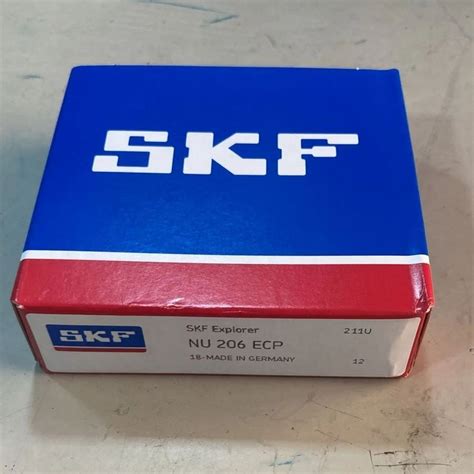 SKF
SKF
SKF Explorer 211U
NU 206 ECP
18-MADE IN GERMANY 12